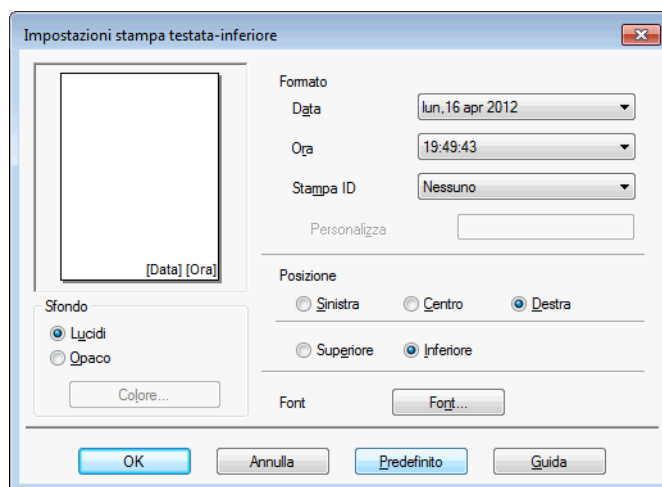 Impostazioni stampa testata-inferiore
Formato
Data lun,16 apr 2012
Ora 19:49:43
Stampa ID Nessuno
Personalizza
[Data] [Ora]
Posizione
Sinistra Centro Destra
Superiore Inferiore
Sfondo
Lucidi
Opaco
Colore...
Font Font...
OK Annulla Predefinito Guida